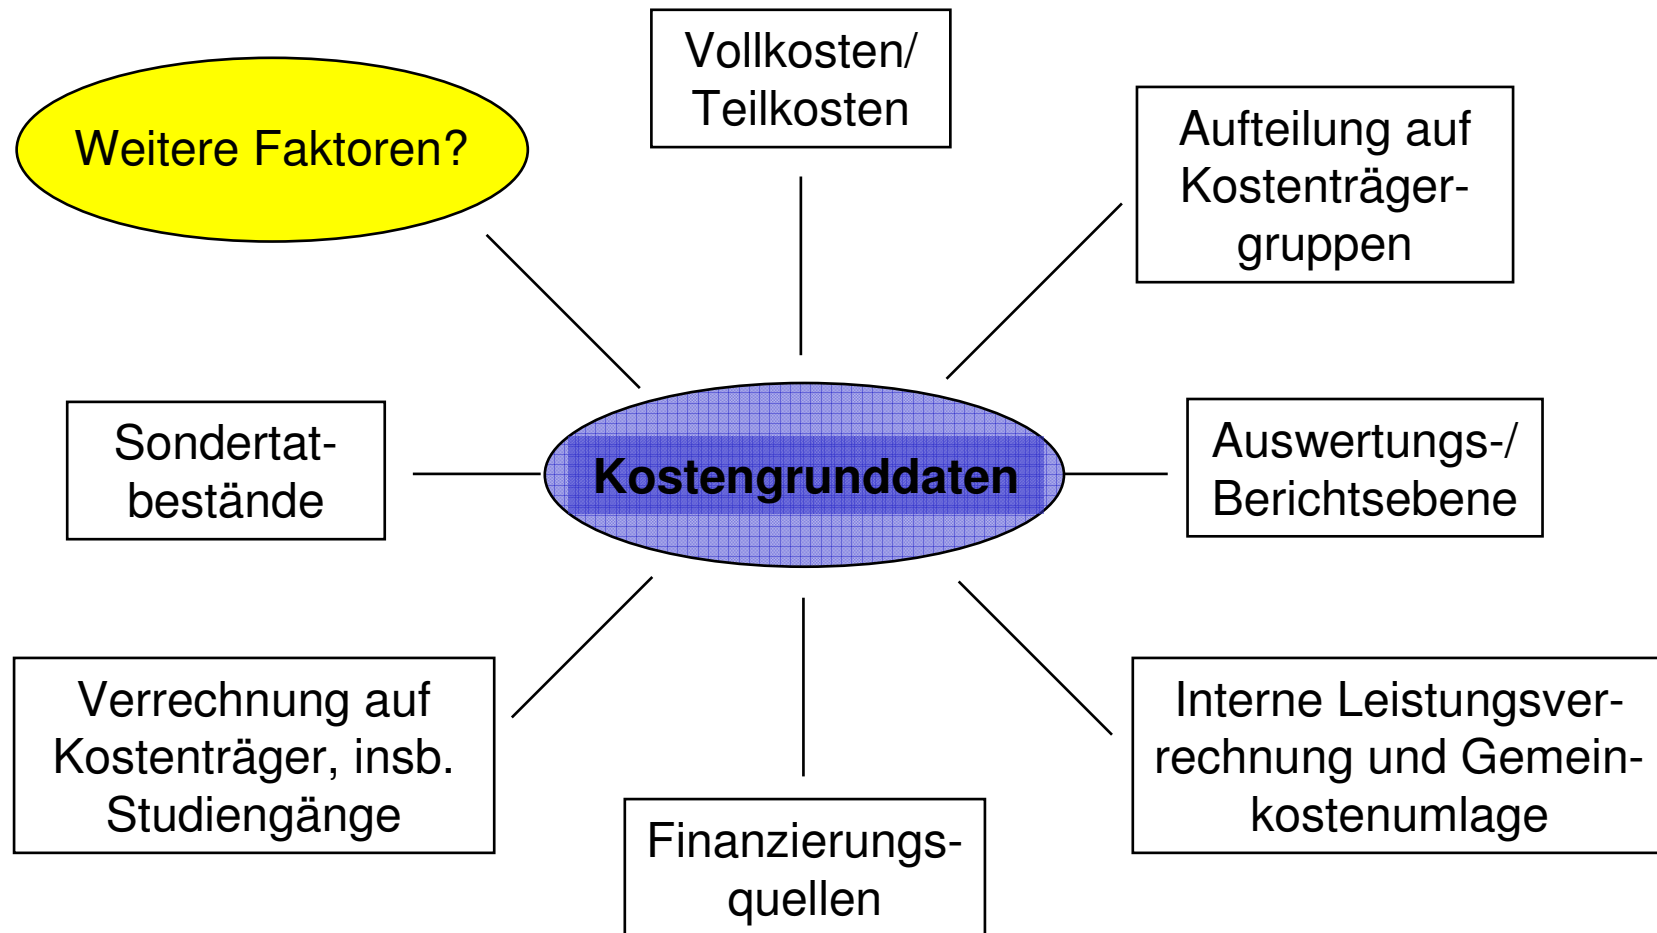 Vollkosten/
Teilkosten
Weitere Faktoren?
Aufteilung auf
Kostenträger-
gruppen
Sondertat-
bestände
Kostengrunddaten
Auswertungs-/
Berichtsebene
Verrechnung auf
Kostenträger, insb.
Studiengänge
Finanzierungs-
quellen
Interne Leistungsver-
rechnung und Gemein-
kostenumlage